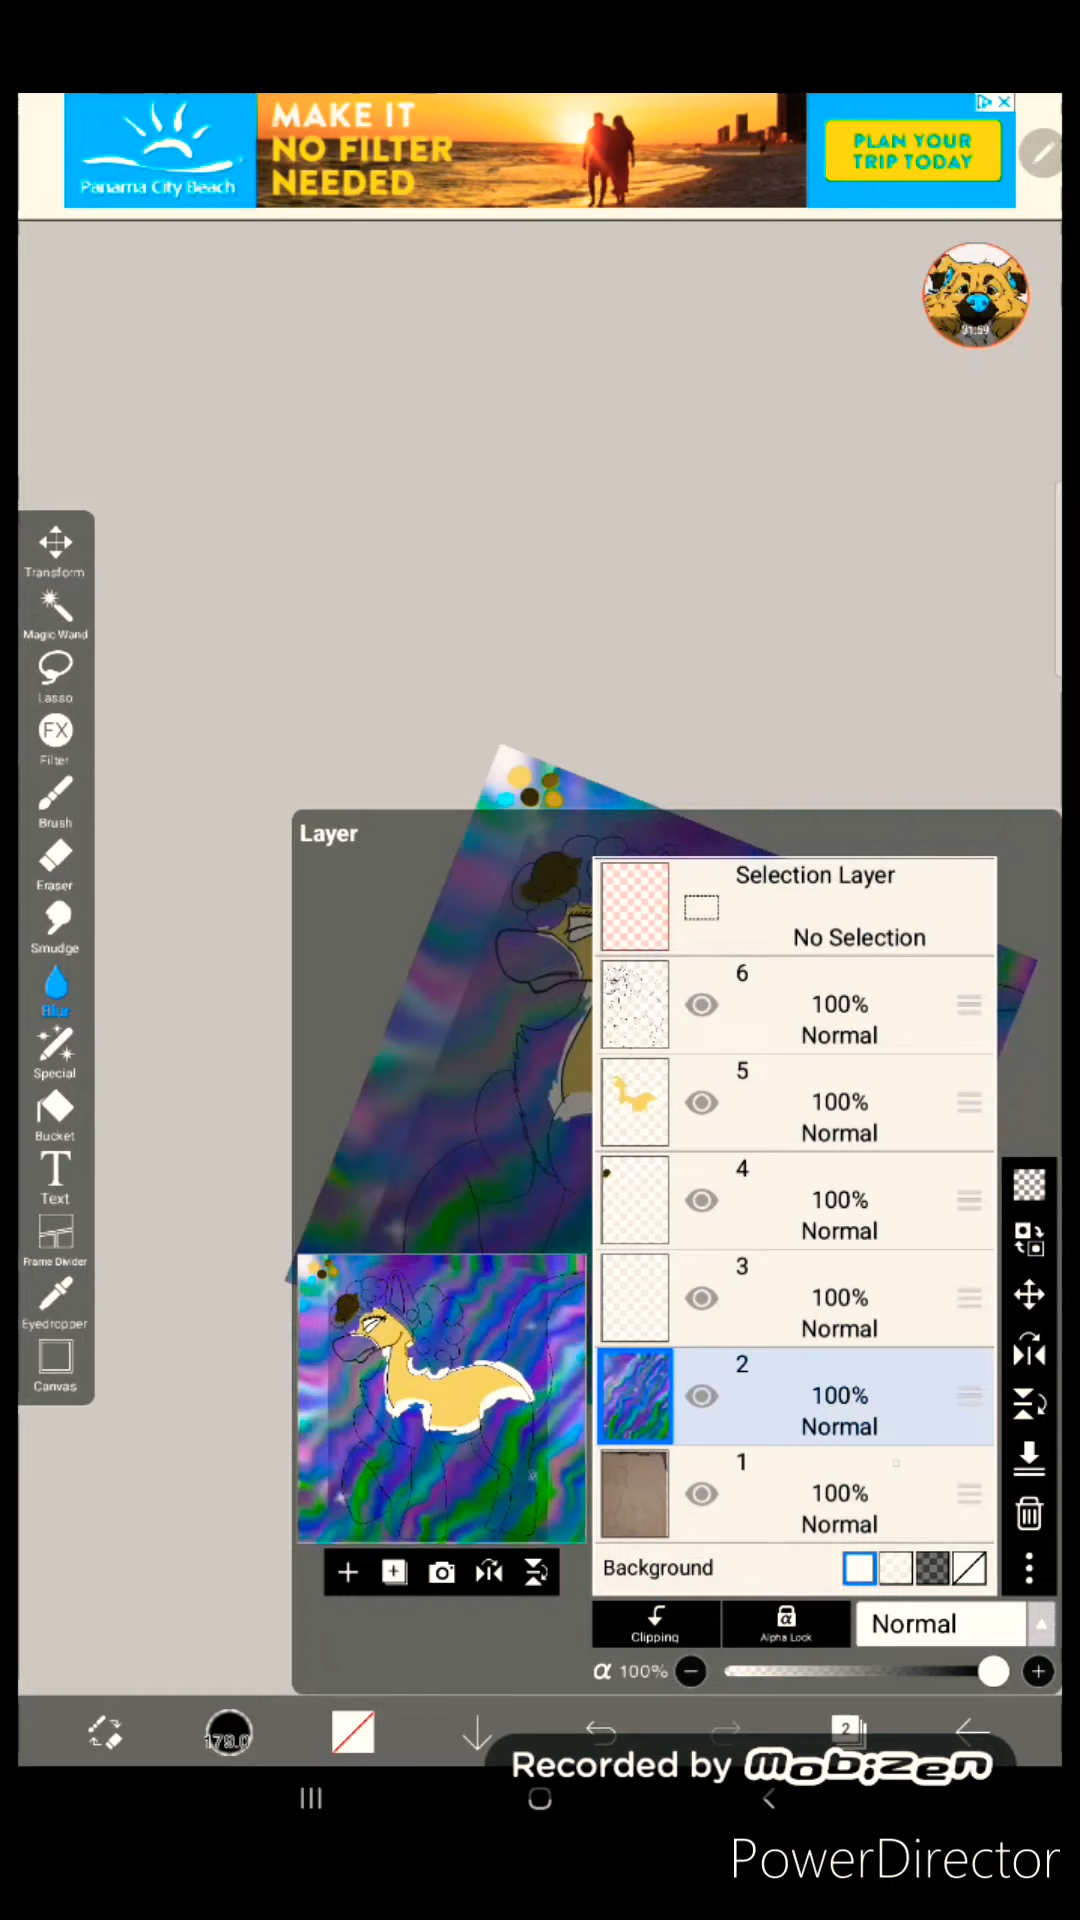 MAKE IT
NO FILTER
NEEDED
Panama City Beach
PLAN YOUR
TRIP TODAY
01:59
Transform
Magic Wand
Lasso
FX
Filter
Brush
Eraser
Smudge
Blur
Special
Bucket
T
Text
Frame Divider
Eyedropper
Canvas
Layer
Selection Layer
No Selection
6
100%
Normal
5
100%
Normal
4
100%
Normal
3
100%
Normal
2
100%
Normal
1
100%
Normal
Background
Clipping
α
Alpha Lock
Normal
α 100%
179.0
2
Recorded by mobizen
PowerDirector